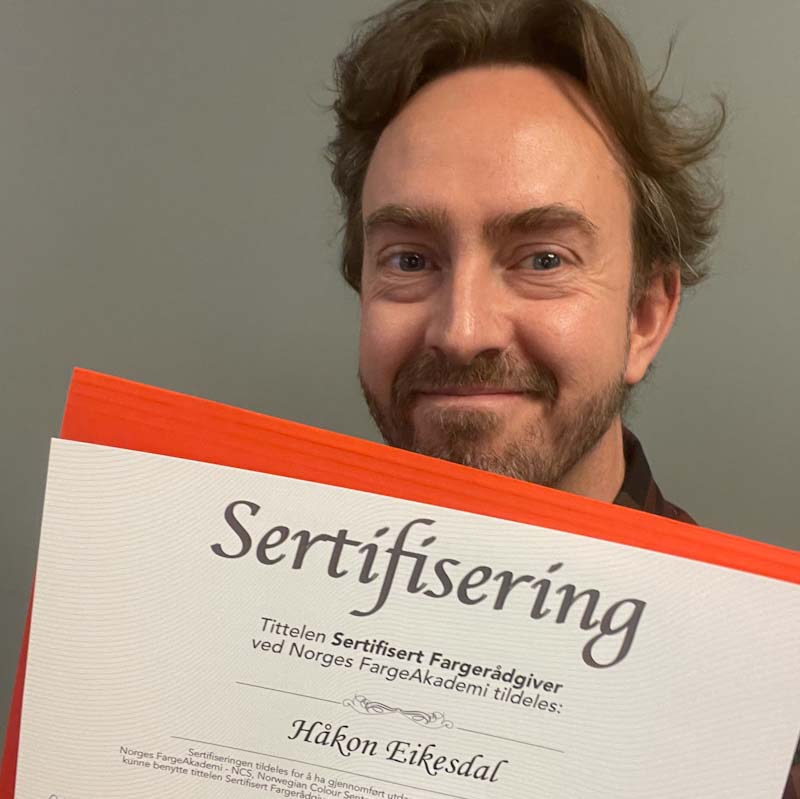 Sertifisering
Tittelen Sertifisert Fargerådgiver
ved Norges FargeAkademi tildeles:
Håkon Eikesdal
Sertifiseringen tildeles for å ha gjennomført
Norges FargeAkademi - NCS, Norwegian Colour
kunne benytte tittelen Sertifisert